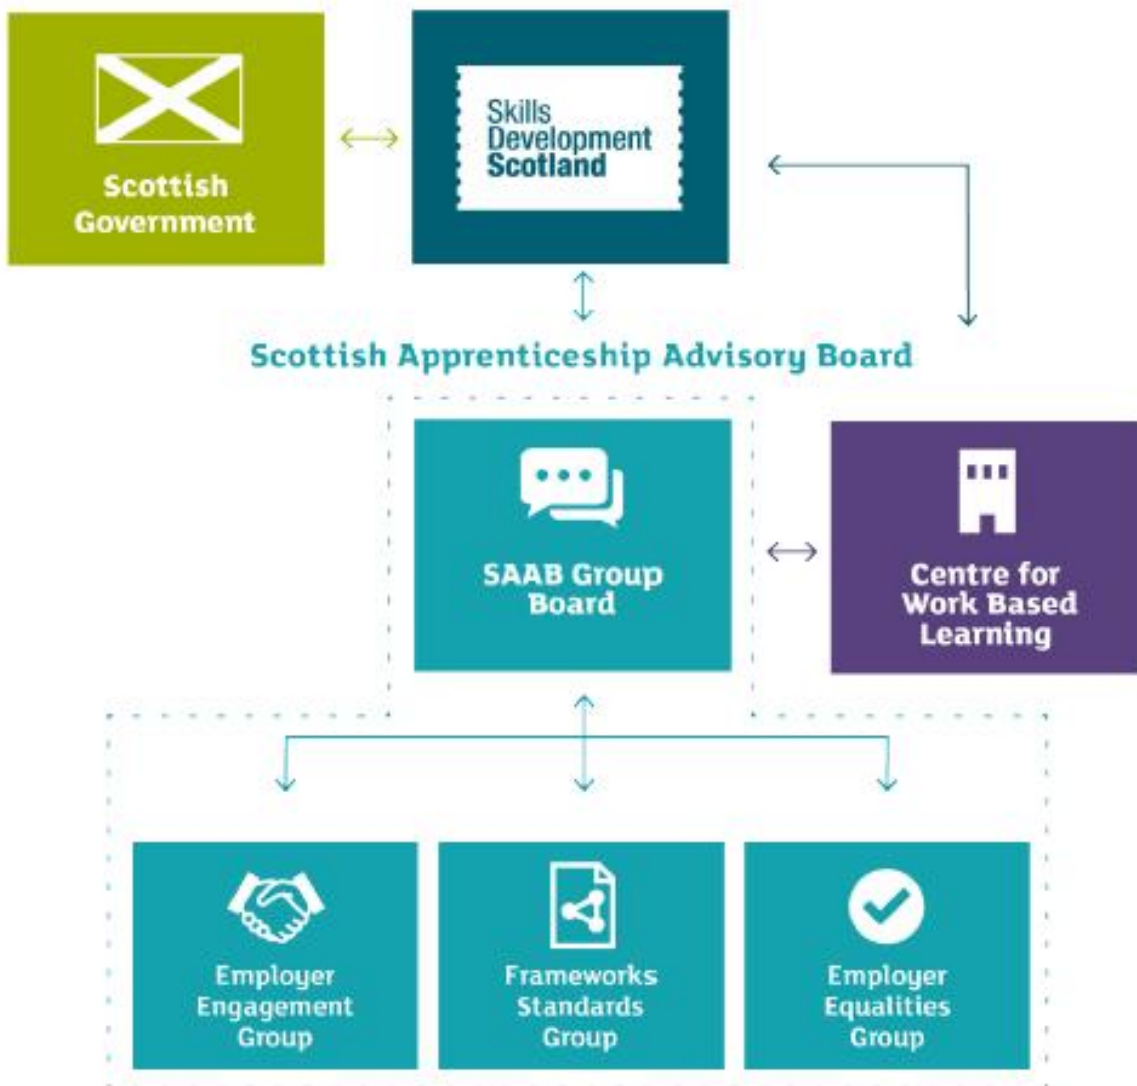 Scottish
Government
Skills
Development
Scotland
Scottish Apprenticeship Advisory Board
SAAB Group
Board
Centre for
Work Based
Learning
Employer
Engagement
Group
Frameworks
Standards
Group
Employer
Equalities
Group